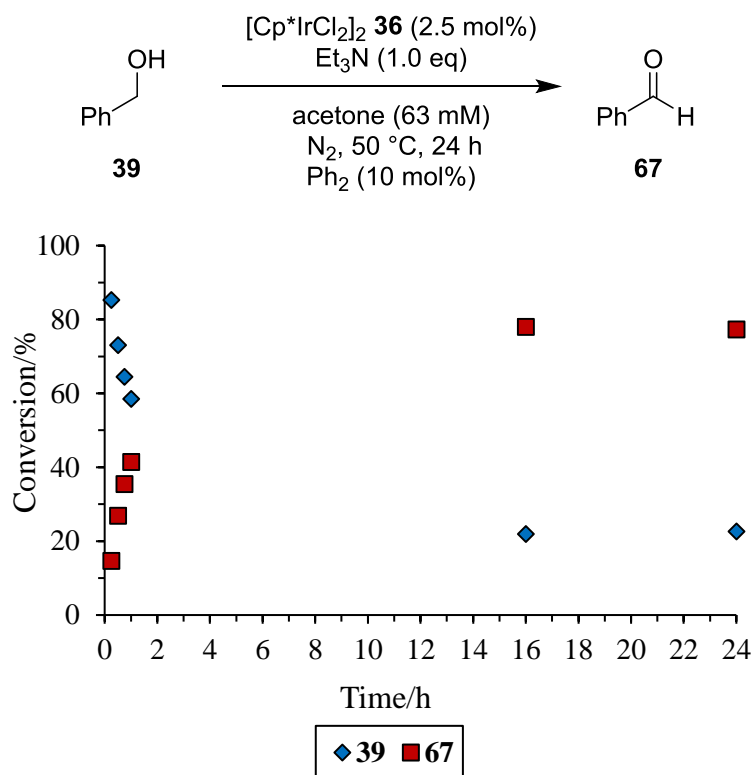 [Cp*IrCl2]2 36 (2.5 mol%)
Et3N (1.0 eq)
acetone (63 mM)
N2, 50 °C, 24 h
Ph2 (10 mol%)
OH
Ph
39
O
Ph H
67
100
80
60
40
20
0
Conversion/%
0 2 4 6 8 10 12 14 16 18 20 22 24
Time/h
39 67